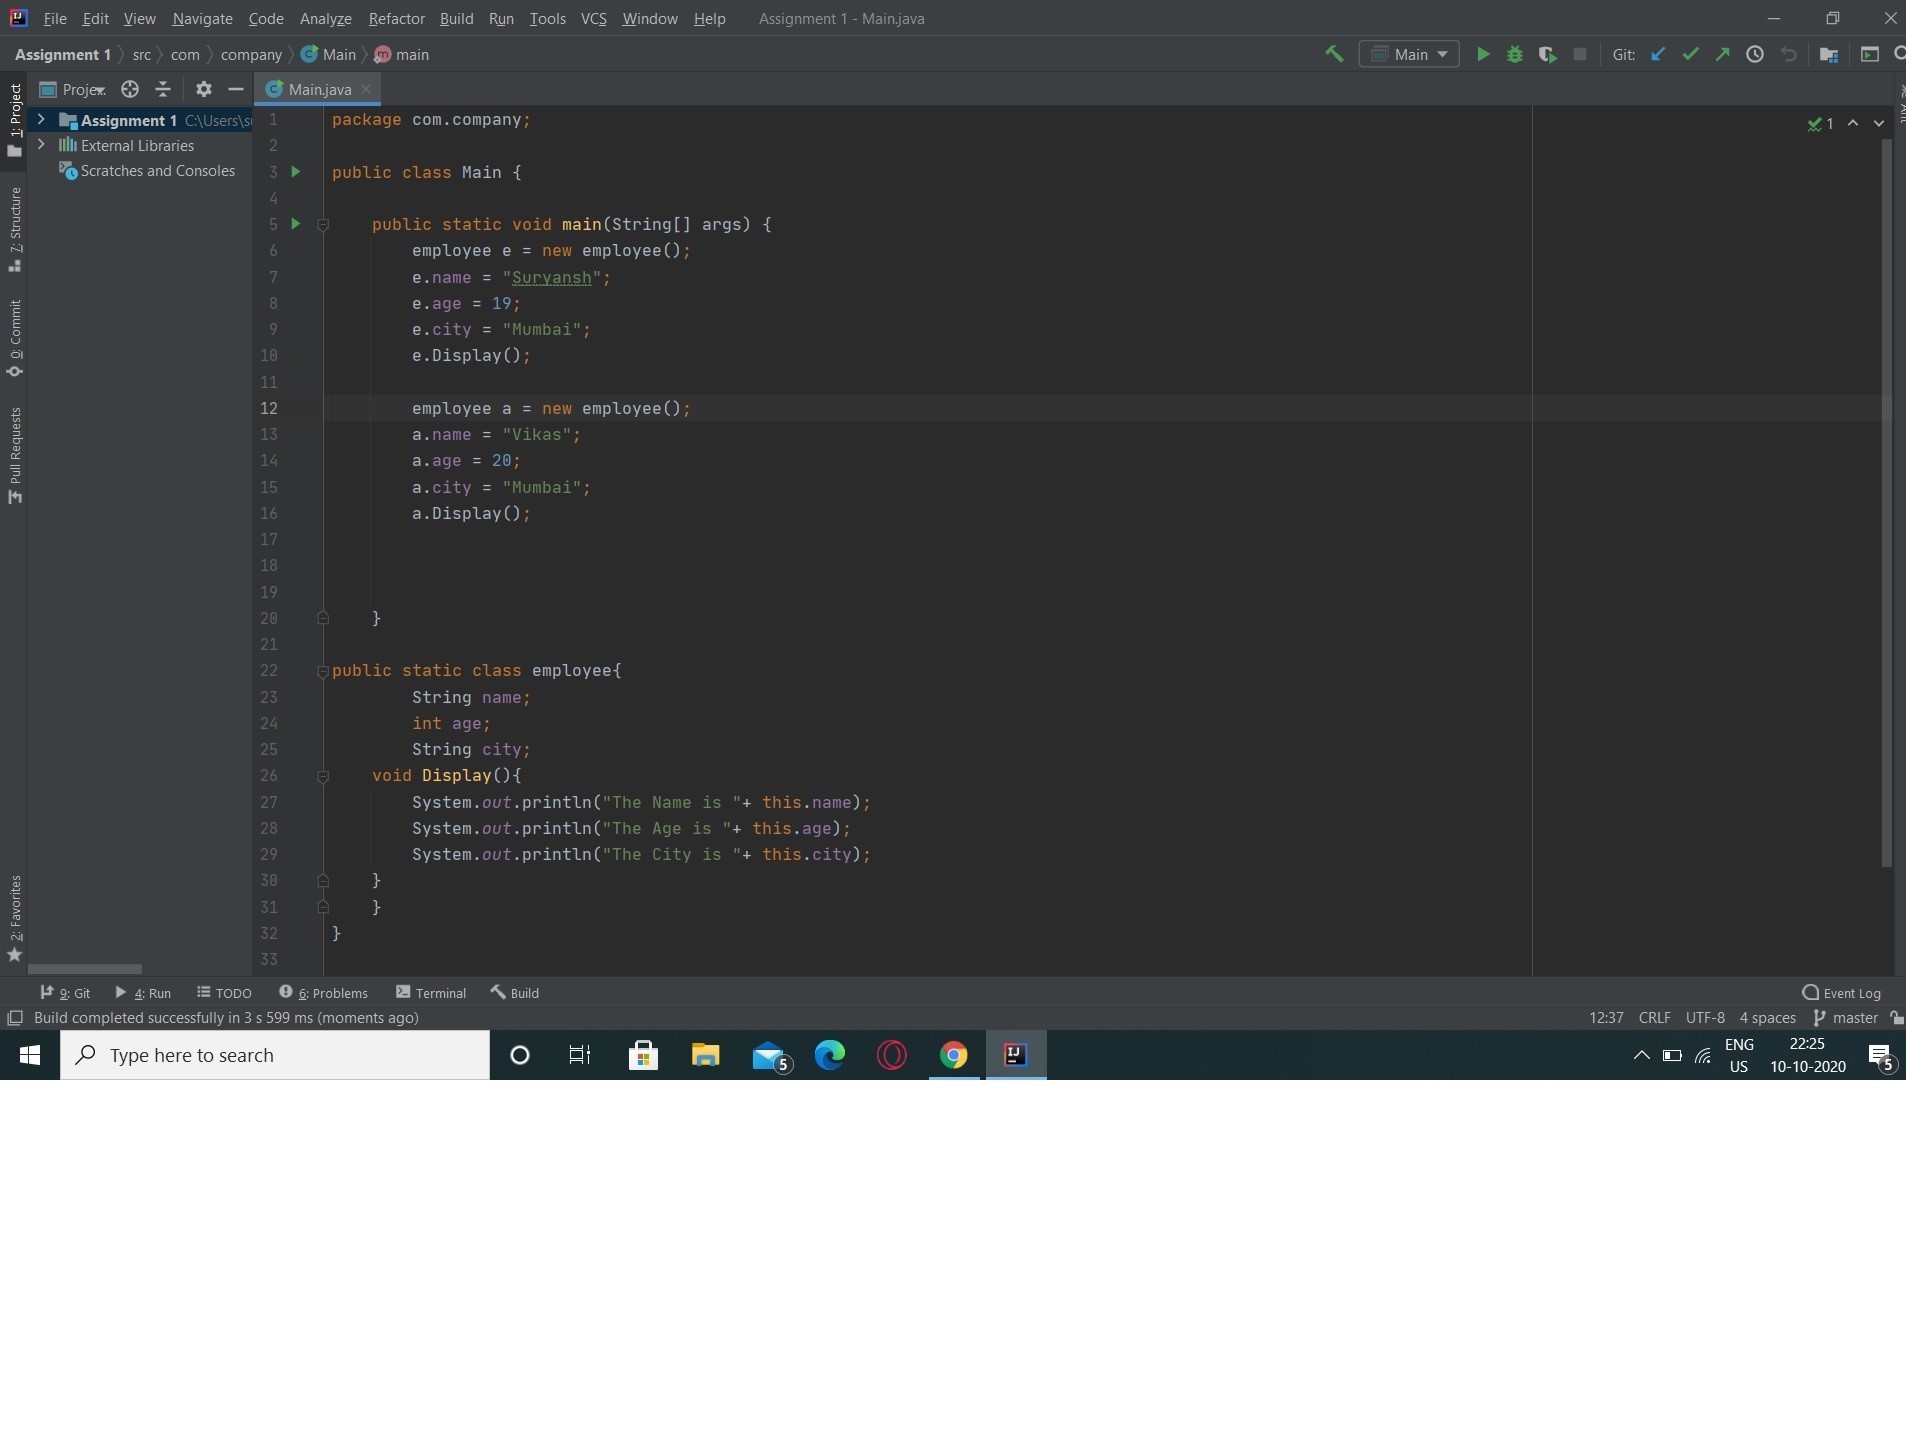 File Edit View Navigate Code Analyze Refactor Build Run Tools VCS Window Help Assignment 1 - Main.java
Assignment 1 src com company Main main Main Git:
Proje Main.java
1: Project
Assignment 1 C:\Users\s
External Libraries
Scratches and Consoles
7: Structure
0: Commit
Pull Requests
2: Favorites
1
1 package com.company;
2
3 public class Main {
4
5 public static void main(String[] args) {
6 employee e = new employee();
7 e.name = "Suryansh";
8 e.age = 19;
9 e.city = "Mumbai";
10 e.Display();
11
12 employee a = new employee();
13 a.name = "Vikas";
14 a.age = 20;
15 a.city = "Mumbai";
16 a.Display();
17
18
19
20 }
21
22 public static class employee{
23 String name;
24 int age;
25 String city;
26 void Display(){
27 System.out.println("The Name is "+ this.name);
28 System.out.println("The Age is "+ this.age);
29 System.out.println("The City is "+ this.city);
30 }
31 }
32 }
33
9: Git 4: Run TODO 6: Problems Terminal Build Event Log
Build completed successfully in 3 s 599 ms (moments ago) 12:37 CRLF UTF-8 4 spaces master
Type here to search 5 ENG 22:25
US 10-10-2020 5